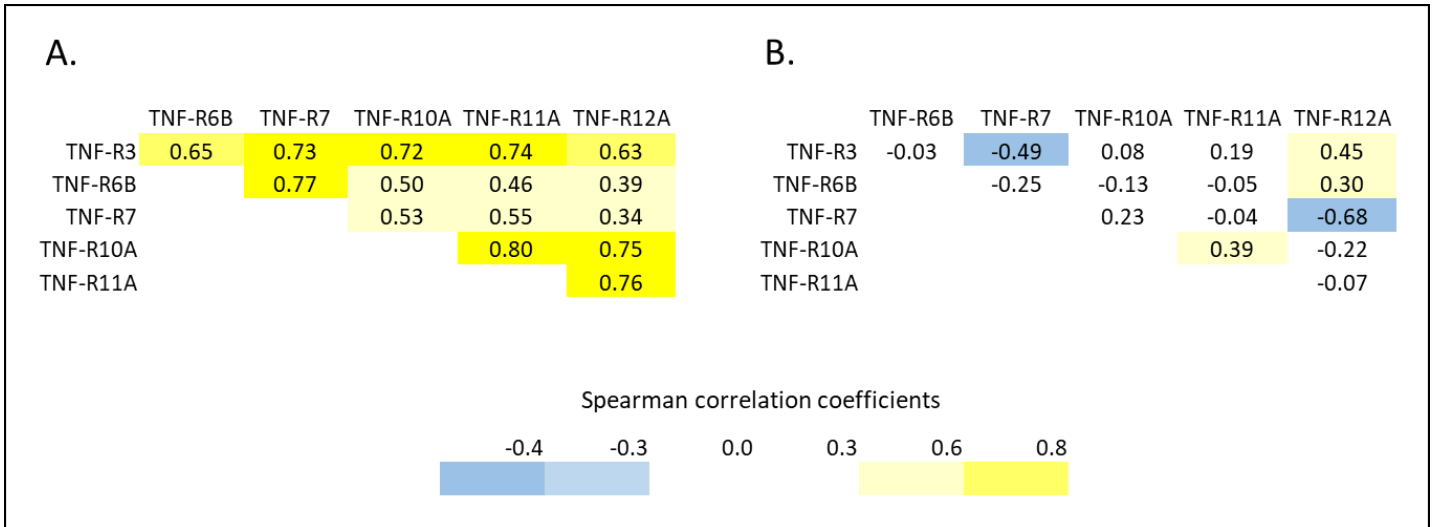 A.
TNF-R6B TNF-R7 TNF-R10A TNF-R11A TNF-R12A
TNF-R3 0.65 0.73 0.72 0.74 0.63
TNF-R6B 0.77 0.50 0.46 0.39
TNF-R7 0.53 0.55 0.34
TNF-R10A 0.80 0.75
TNF-R11A 0.76
B.
TNF-R6B TNF-R7 TNF-R10A TNF-R11A TNF-R12A
TNF-R3 -0.03 -0.49 0.08 0.19 0.45
TNF-R6B -0.25 -0.13 -0.05 0.30
TNF-R7 0.23 -0.04 -0.68
TNF-R10A 0.39 -0.22
TNF-R11A -0.07
Spearman correlation coefficients
-0.4 -0.3 0.0 0.3 0.6 0.8